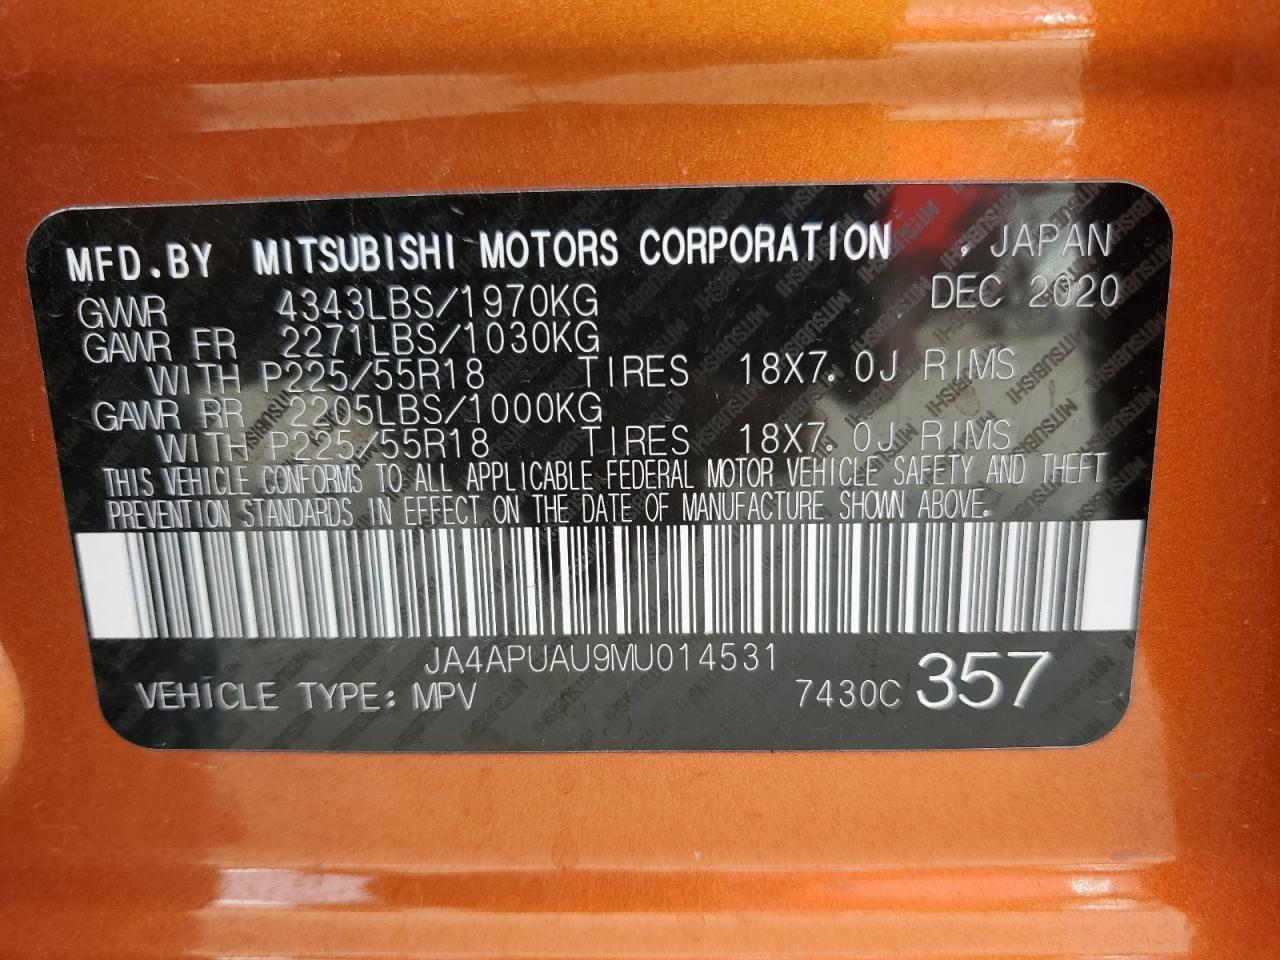 MFD.BY MITSUBISHI MOTORS CORPORATION , JAPAN
GVWR 4343LBS/1970KG DEC 2020
GAWR FR 2271LBS/1030KG
WITH P225/55R18 TIRES 18X7.0J RIMS
GAWR RR 2205LBS/1000KG
WITH P225/55R18 TIRES 18X7.0J RIMS
THIS VEHICLE CONFORMS TO ALL APPLICABLE FEDERAL MOTOR VEHICLE SAFETY AND THEFT
PREVENTION STANDARDS IN EFFECT ON THE DATE OF MANUFACTURE SHOWN ABOVE.
JA4APUAU9MU014531
VEHICLE TYPE: MPV 7430C 357